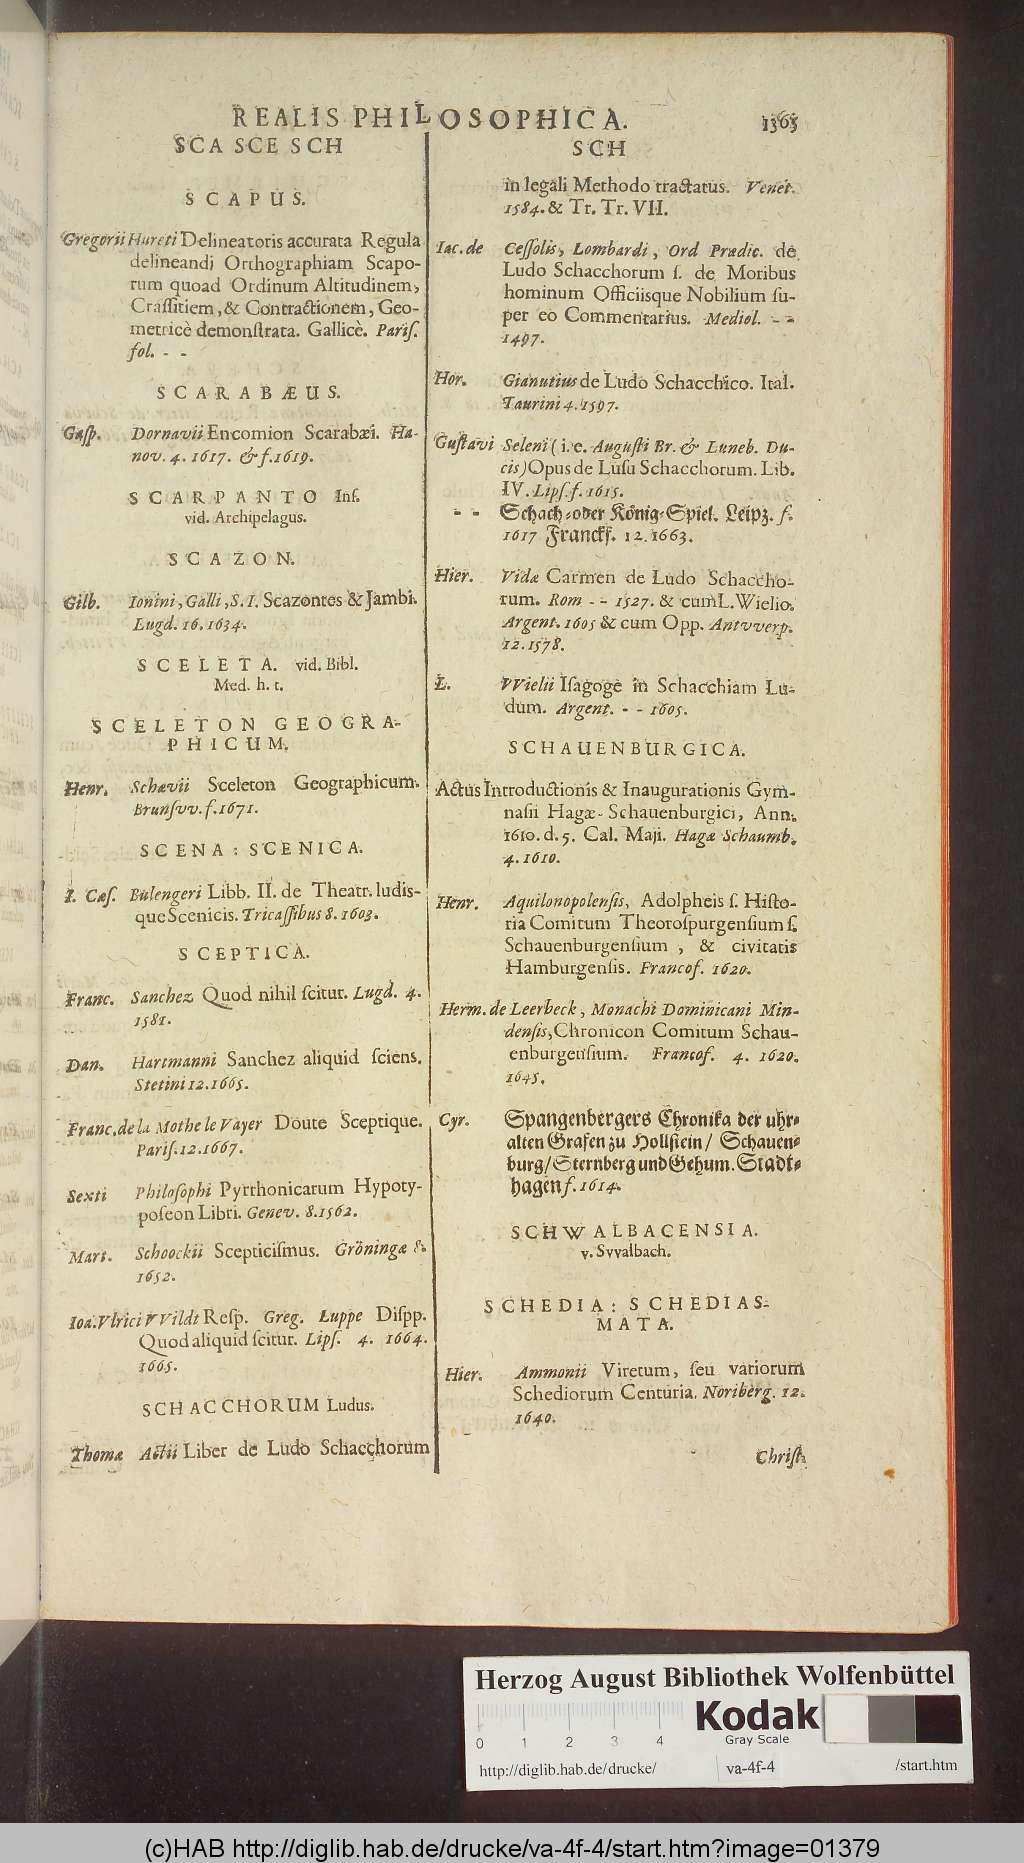 REALIS PHILOSOPHICA. 1363
SCA SCE SCH
SCAPUS.
Gregorii Hureti Delineatoris accurata Regula
delineandi Orthographiam Scapo-
rum quoad Ordinum Altitudinem,
Craſſitiem, & Contractionem, Geo-
metricè demonſtrata. Gallicè. Pariſ.
fol. - -
SCARABÆUS.
Gaſp. Dornavii Encomion Scarabæi. Ha-
nov. 4. 1617. & f. 1619.
SCARPANTO Inſ.
vid. Archipelagus.
SCAZON.
Gilb. Ionini, Galli, S. I. Scazontes & Jambi.
Lugd. 16. 1634.
SCELETA. vid. Bibl.
Med. h. t.
SCELETON GEOGRA-
PHICUM.
Henr. Schævii Sceleton Geographicum.
Brunſvv. f. 1671.
SCENA: SCENICA.
I. Cæſ. Bulengeri Libb. II. de Theatr. ludis-
que Scenicis. Tricaſſibus 8. 1603.
SCEPTICA.
Franc. Sanchez Quod nihil ſcitur. Lugd. 4.
1581.
Dan. Hartmanni Sanchez aliquid ſciens.
Stetini 12. 1665.
Franc. de la Mothe le Vayer Doute Sceptique.
Pariſ. 12. 1667.
Sexti Philoſophi Pyrrhonicarum Hypoty-
poſeon Libri. Genev. 8. 1562.
Mart. Schoockii Scepticiſmus. Gröningæ 8.
1652.
Ioa. Vlrici VVildt Reſp. Greg. Luppe Diſpp.
Quod aliquid ſcitur. Lipſ. 4. 1664.
1665.
SCHACCHORUM Ludus.
Thomæ Actii Liber de Ludo Schacchorum
SCH
in legali Methodo tractatus. Venet.
1584. & Tr. Tr. VII.
Iac. de Ceſſolis, Lombardi, Ord Prædic. de
Ludo Schacchorum ſ. de Moribus
hominum Officiisque Nobilium ſu-
per eo Commentarius. Mediol. - -
1497.
Hor. Gianutius de Ludo Schacchico. Ital.
Taurini 4. 1597.
Guſtavi Seleni (i. e. Auguſti Br. & Luneb. Du-
cis) Opus de Luſu Schacchorum. Lib.
IV. Lipſ. f. 1615.
- - Schach- oder König-Spiel. Leipz. f.
1617 Franckf. 12. 1663.
Hier. Vidæ Carmen de Ludo Schaccho-
rum. Rom - - 1527. & cum L. Wielio.
Argent. 1605 & cum Opp. Antvverp.
12. 1578.
L. VVielii Iſagoge in Schacchiam Lu-
dum. Argent. - - 1605.
SCHAUENBURGICA.
Actus Introductionis & Inaugurationis Gym-
naſii Hagæ-Schauenburgici, Ann.
1610. d. 5. Cal. Maji. Hagæ Schaumb.
4. 1610.
Henr. Aquilonopolenſis, Adolpheis ſ. Hiſto-
ria Comitum Theoroſpurgenſium ſ.
Schauenburgenſium, & civitatis
Hamburgenſis. Francof. 1620.
Herm. de Leerbeck, Monachi Dominicani Min-
denſis, Chronicon Comitum Schau-
enburgenſium. Francof. 4. 1620.
1645.
Cyr. Spangenbergers Chronika der uhr-
alten Grafen zu Hollſtein / Schauen-
burg / Sternberg und Gehum. Stadt-
hagen f. 1614.
SCHWALBACENSIA.
v. Svvalbach.
SCHEDIA: SCHEDIAS-
MATA.
Hier. Ammonii Viretum, ſeu variorum
Schediorum Centuria. Noriberg. 12.
1640.
Chriſt.
Herzog August Bibliothek Wolfenbüttel
Kodak
Gray Scale
0 1 2 3 4
http://diglib.hab.de/drucke/ va-4f-4 /start.htm
(c)HAB http://diglib.hab.de/drucke/va-4f-4/start.htm?image=01379